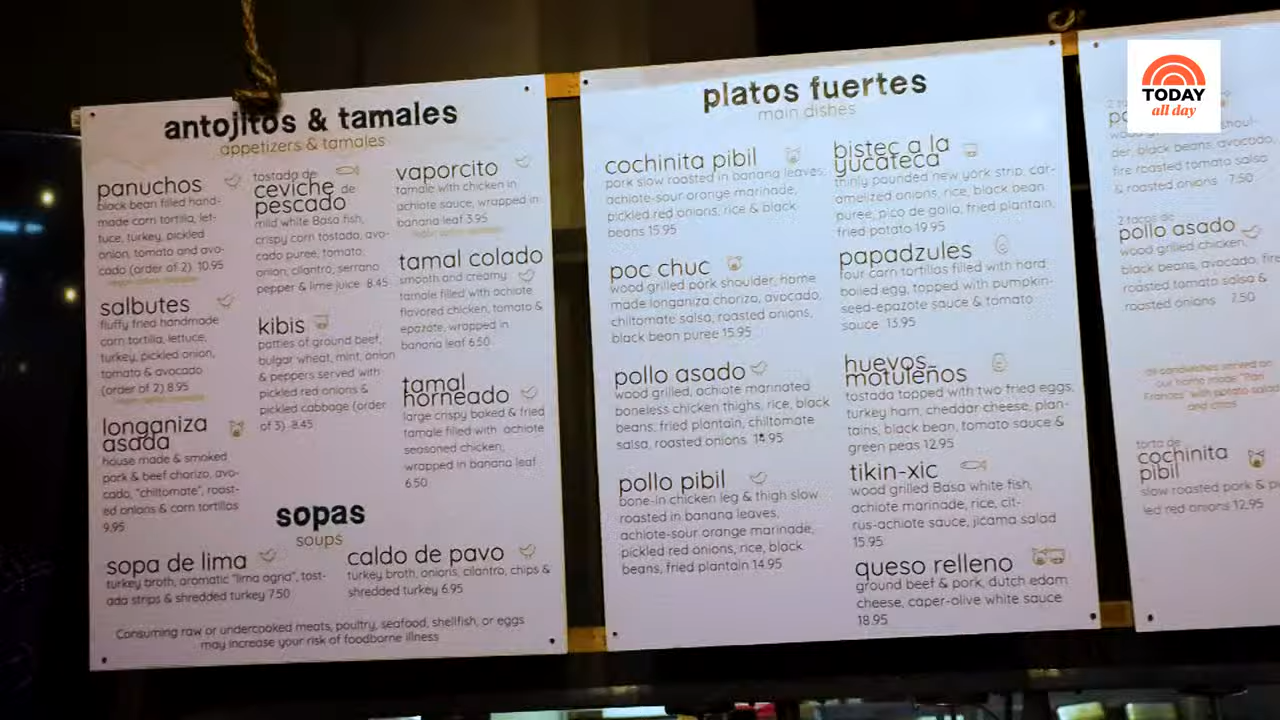 antojitos & tamales
appetizers & tamales
panuchos
black bean filled hand-
made corn tortilla, let-
tuce, turkey, pickled
onion, tomato and avo-
cado (order of 2) 10.95
salbutes
fluffy fried handmade
corn tortilla, lettuce,
turkey, pickled onion,
tomato & avocado
(order of 2) 8.95
longaniza
asada
house made & smoked
pork & beef chorizo, avo-
cado, "chiltomate", roast-
ed onions & corn tortillas
9.95
tostada de
ceviche de
pescado
mild white Basa fish,
crispy corn tostada, avo-
cado puree, tomato,
onion, cilantro, serrano
pepper & lime juice 8.45
kibis
patties of ground beef,
bulgar wheat, mint, onion
& peppers served with
pickled red onions &
pickled cabbage (order
of 3) 8.45
vaporcito
tamale with chicken in
achiote sauce, wrapped in
banana leaf 3.95
tamal colado
smooth and creamy
tamale filled with achiote
flavored chicken, tomato &
epazote, wrapped in
banana leaf 6.50
tamal
horneado
large crispy baked & fried
tamale filled with achiote
seasoned chicken,
wrapped in banana leaf
6.50
sopas
soups
sopa de lima
turkey broth, aromatic "lima agria", tost-
ada strips & shredded turkey 7.50
caldo de pavo
turkey broth, onions, cilantro, chips &
shredded turkey 6.95
Consuming raw or undercooked meats, poultry, seafood, shellfish, or eggs
may increase your risk of foodborne illness
platos fuertes
main dishes
cochinita pibil
pork slow roasted in banana leaves,
achiote-sour orange marinade,
pickled red onions, rice & black
beans 15.95
poc chuc
wood grilled pork shoulder, home
made longaniza chorizo, avocado,
chiltomate salsa, roasted onions,
black bean puree 15.95
pollo asado
wood grilled, achiote marinated
boneless chicken thighs, rice, black
beans, fried plantain, chiltomate
salsa, roasted onions 14.95
pollo pibil
bone-in chicken leg & thigh slow
roasted in banana leaves,
achiote-sour orange marinade,
pickled red onions, rice, black
beans, fried plantain 14.95
bistec a la
yucateca
thinly pounded new york strip, car-
amelized onions, rice, black bean
puree, pico de gallo, fried plantain,
fried potato 19.95
papadzules
four corn tortillas filled with hard
boiled egg, topped with pumpkin-
seed-epazote sauce & tomato
sauce 13.95
huevos
motuleños
tostada topped with two fried eggs,
turkey ham, cheddar cheese, plan-
tains, black bean, tomato sauce &
green peas 12.95
tikin-xic
wood grilled Basa white fish,
achiote marinade, rice, cit-
rus-achiote sauce, jicama salad
15.95
queso relleno
ground beef & pork, dutch edam
cheese, caper-olive white sauce
18.95
der, black beans, avocado,
fire roasted tomato salsa
& roasted onions 7.50
2 tacos de
pollo asado
wood grilled chicken,
black beans, avocado, fire
roasted tomato salsa &
roasted onions 7.50
all sandwiches served on
our home made "Pan
Frances" with potato salad
torta de
cochinita
pibil
slow roasted pork &
led red onions 12.95
TODAY
all day